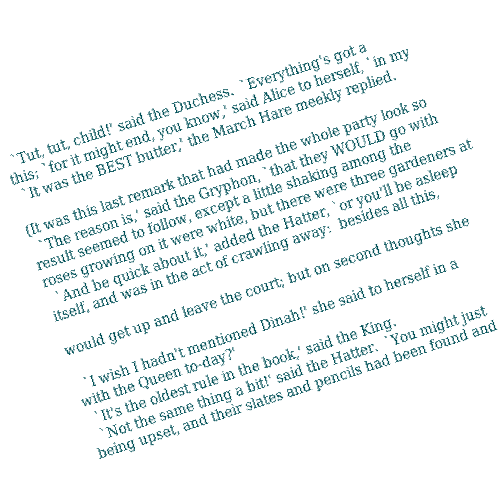 `Tut, tut, child!' said the Duchess.  `Everything's got a
this; `for it might end, you know,' said Alice to herself, `in my
`It was the BEST butter,' the March Hare meekly replied.
(It was this last remark that had made the whole party look so
`The reason is,' said the Gryphon, `that they WOULD go with
result seemed to follow, except a little shaking among the
roses growing on it were white, but there were three gardeners at
`And be quick about it,' added the Hatter, `or you'll be asleep
itself, and was in the act of crawling away:  besides all this,
would get up and leave the court; but on second thoughts she
`I wish I hadn't mentioned Dinah!' she said to herself in a
with the Queen to-day?'
`It's the oldest rule in the book,' said the King.
`Not the same thing a bit!' said the Hatter.  `You might just
being upset, and their slates and pencils had been found and